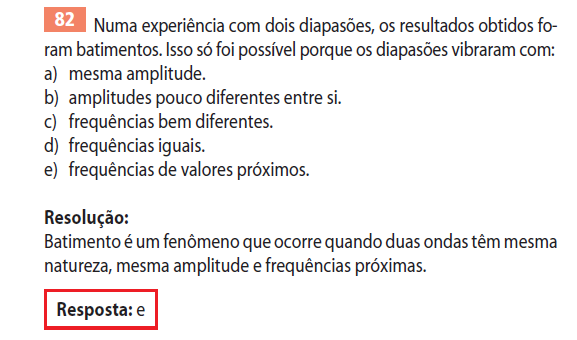 82 Numa experiência com dois diapasões, os resultados obtidos fo-
ram batimentos. Isso só foi possível porque os diapasões vibraram com:
a) mesma amplitude.
b) amplitudes pouco diferentes entre si.
c) frequências bem diferentes.
d) frequências iguais.
e) frequências de valores próximos.
Resolução:
Batimento é um fenômeno que ocorre quando duas ondas têm mesma
natureza, mesma amplitude e frequências próximas.
Resposta: e